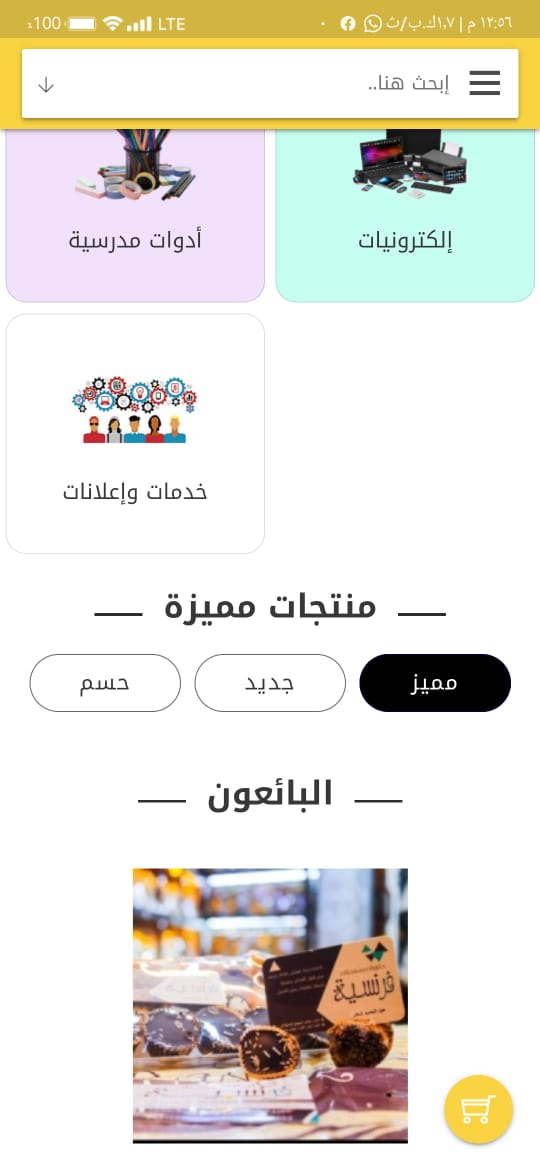 ١٢:٥٦ م | ١,٧ك.ب/ث
LTE
100٪
إبحث هنا..
إلكترونيات
أدوات مدرسية
خدمات وإعلانات
منتجات مميزة
مميز
جديد
حسم
البائعون
فرنسية